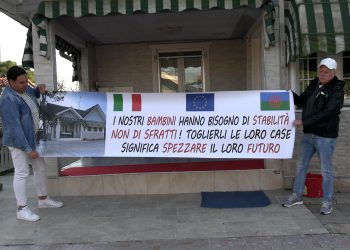 I NOSTRI BAMBINI HANNO BISOGNO DI STABILITÀ
NON DI SFRATTI ! TOGLIERLI LE LORO CASE
SIGNIFICA SPEZZARE IL LORO FUTURO